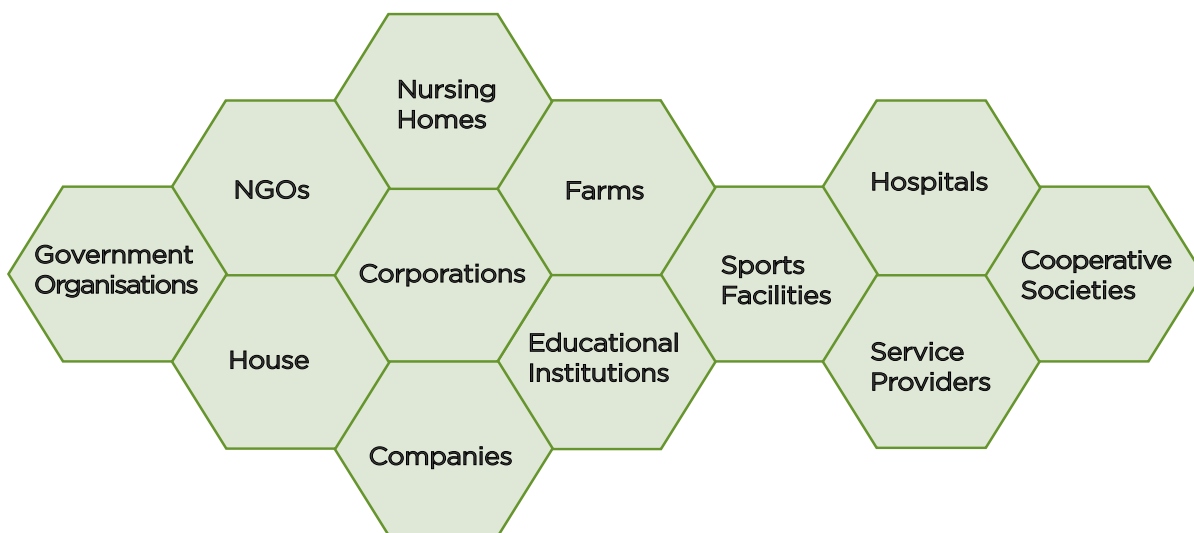 Nursing
Homes
NGOs
Farms
Hospitals
Government
Organisations
Corporations
Sports
Facilities
Cooperative
Societies
House
Educational
Institutions
Service
Providers
Companies